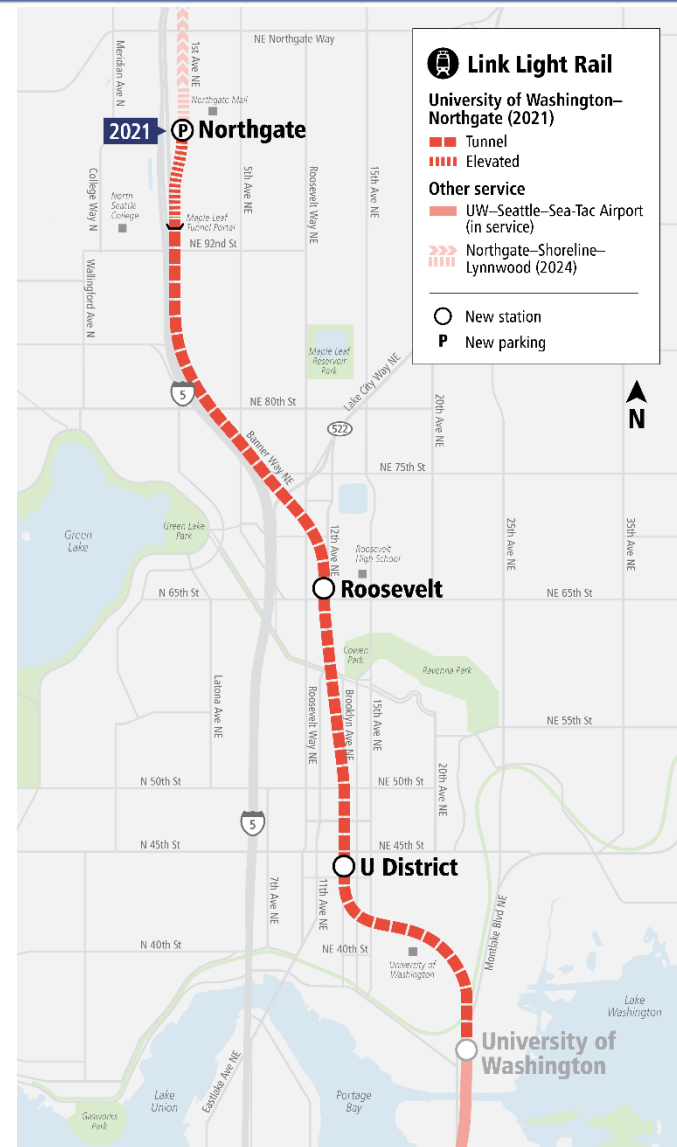 NE Northgate Way
Meridian Ave N
1st Ave NE
Northgate Mall
2021
P
Northgate
College Way N
North
Seattle
College
5th Ave NE
Roosevelt Way NE
15th Ave NE
Maple Leaf
Tunnel Portal
NE 92nd St
Wallingford Ave N
Maple Leaf
Reservoir
Park
Lake City Way NE
5
NE 80th St
20th Ave NE
522
Banner Way NE
NE 75th St
Green
Lake
Green Lake
Park
12th Ave NE
Roosevelt
High School
25th Ave NE
35th Ave NE
N 65th St
Roosevelt
NE 65th St
Cowen
Park
Ravenna Park
Latona Ave NE
Roosevelt Way NE
Brooklyn Ave NE
15th Ave NE
NE 55th St
20th Ave NE
N 50th St
NE 50th St
5
N 45th St
NE 45th St
U District
7th Ave NE
11th Ave NE
Montlake Blvd NE
N 40th St
NE 40th St
University of
Washington
Lake
Washington
University of
Washington
Eastlake Ave NE
Lake
Union
Portage
Bay
Gasworks
Park
Link Light Rail
University of Washington–
Northgate (2021)
Tunnel
Elevated
Other service
UW–Seattle–Sea-Tac Airport
(in service)
Northgate–Shoreline–
Lynnwood (2024)
New station
P New parking
N